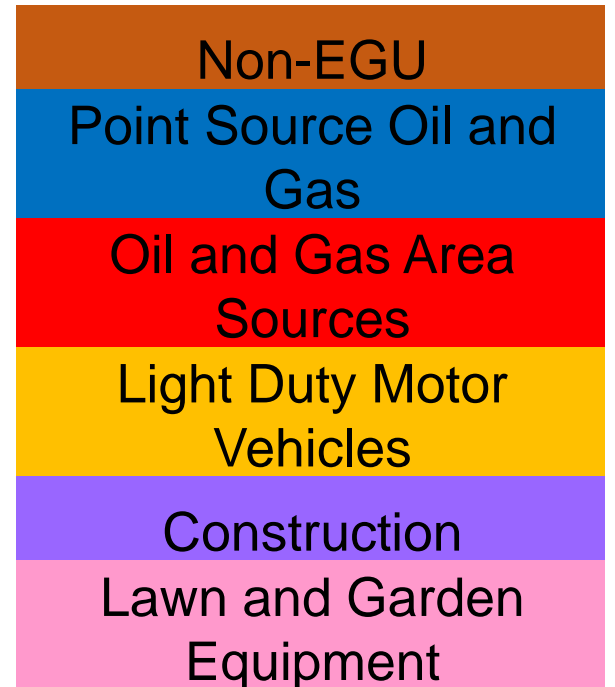 Non-EGU
Point Source Oil and
Gas
Oil and Gas Area
Sources
Light Duty Motor
Vehicles
Construction
Lawn and Garden
Equipment